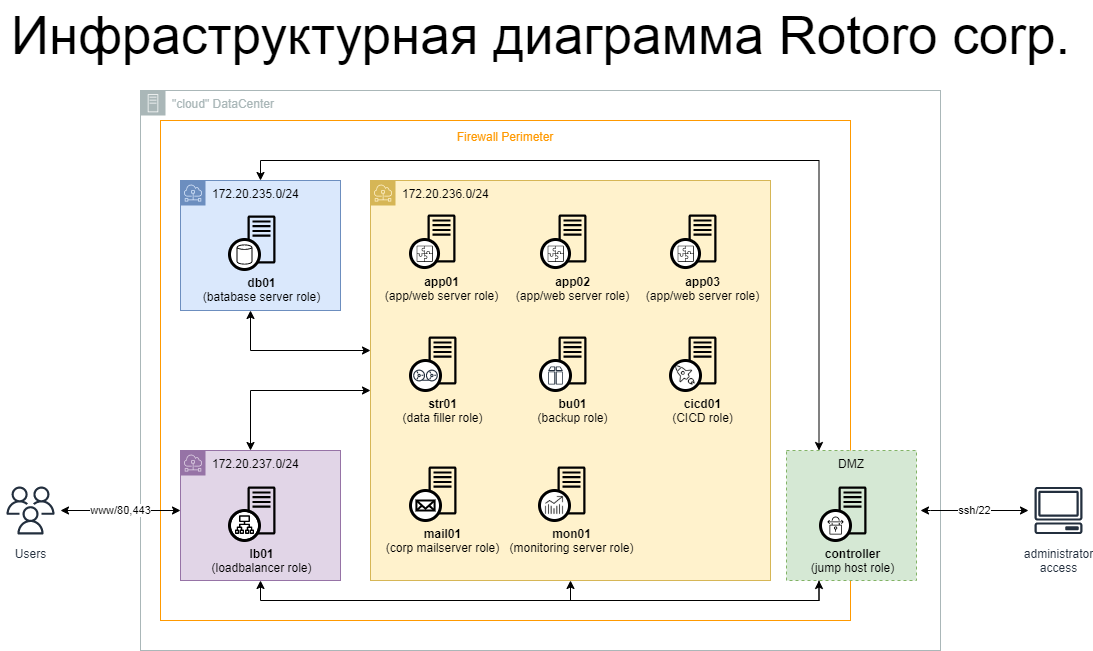 Инфраструктурная диаграмма Rotoro corp.
"cloud" DataCenter
Firewall Perimeter
172.20.235.0/24
db01
(batabase server role)
172.20.236.0/24
app01
(app/web server role)
app02
(app/web server role)
app03
(app/web server role)
str01
(data filler role)
bu01
(backup role)
cicd01
(CICD role)
mail01
(corp mailserver role)
mon01
(monitoring server role)
172.20.237.0/24
lb01
(loadbalancer role)
DMZ
controller
(jump host role)
www/80,443
Users
ssh/22
administrator
access